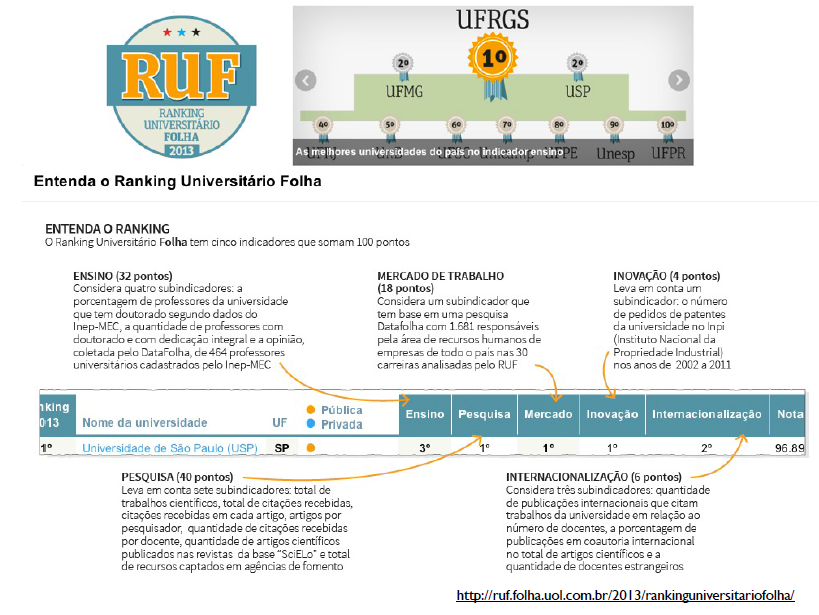 RUF
RANKING
UNIVERSITÁRIO
FOLHA
2013
UFRGS
1º
2º
2º
UFMG
USP
4º 5º 6º 7º 8º 9º 10º
As melhores universidades do país no indicador ensino
Unesp UFPR
Entenda o Ranking Universitário Folha
ENTENDA O RANKING
O Ranking Universitário Folha tem cinco indicadores que somam 100 pontos
ENSINO (32 pontos)
Considera quatro subindicadores: a
porcentagem de professores da universidade
que tem doutorado segundo dados do
Inep-MEC, a quantidade de professores com
doutorado e com dedicação integral e a opinião,
coletada pelo DataFolha, de 464 professores
universitários cadastrados pelo Inep-MEC
MERCADO DE TRABALHO
(18 pontos)
Considera um subindicador que
tem base em uma pesquisa
Datafolha com 1.681 responsáveis
pela área de recursos humanos de
empresas de todo o país nas 30
carreiras analisadas pelo RUF
INOVAÇÃO (4 pontos)
Leva em conta um
subindicador: o número
de pedidos de patentes
da universidade no Inpi
(Instituto Nacional da
Propriedade Industrial)
nos anos de 2002 a 2011
nking
013
Nome da universidade
UF
Pública
Privada
Ensino Pesquisa Mercado Inovação Internacionalização Nota
1º Universidade de São Paulo (USP) SP 3º 1º 1º 1º 2º 96.89
PESQUISA (40 pontos)
Leva em conta sete subindicadores: total de
trabalhos científicos, total de citações recebidas,
citações recebidas em cada artigo, artigos por
pesquisador, quantidade de citações recebidas
por docente, quantidade de artigos científicos
publicados nas revistas da base "SciELo" e total
de recursos captados em agências de fomento
INTERNACIONALIZAÇÃO (6 pontos)
Considera três subindicadores: quantidade
de publicações internacionais que citam
trabalhos da universidade em relação ao
número de docentes, a porcentagem de
publicações em coautoria internacional
no total de artigos científicos e a
quantidade de docentes estrangeiros
http://ruf.folha.uol.com.br/2013/rankinguniversitariofolha/